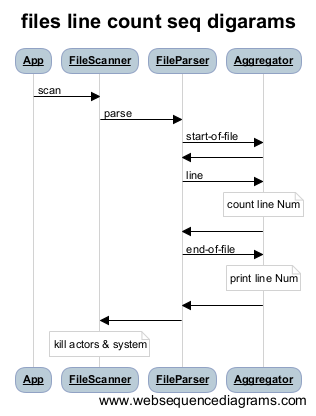 files line count seq digarams
App FileScanner FileParser Aggregator
scan
parse
start-of-file
line
count line Num
end-of-file
print line Num
kill actors & system
App FileScanner FileParser Aggregator
www.websequencediagrams.com